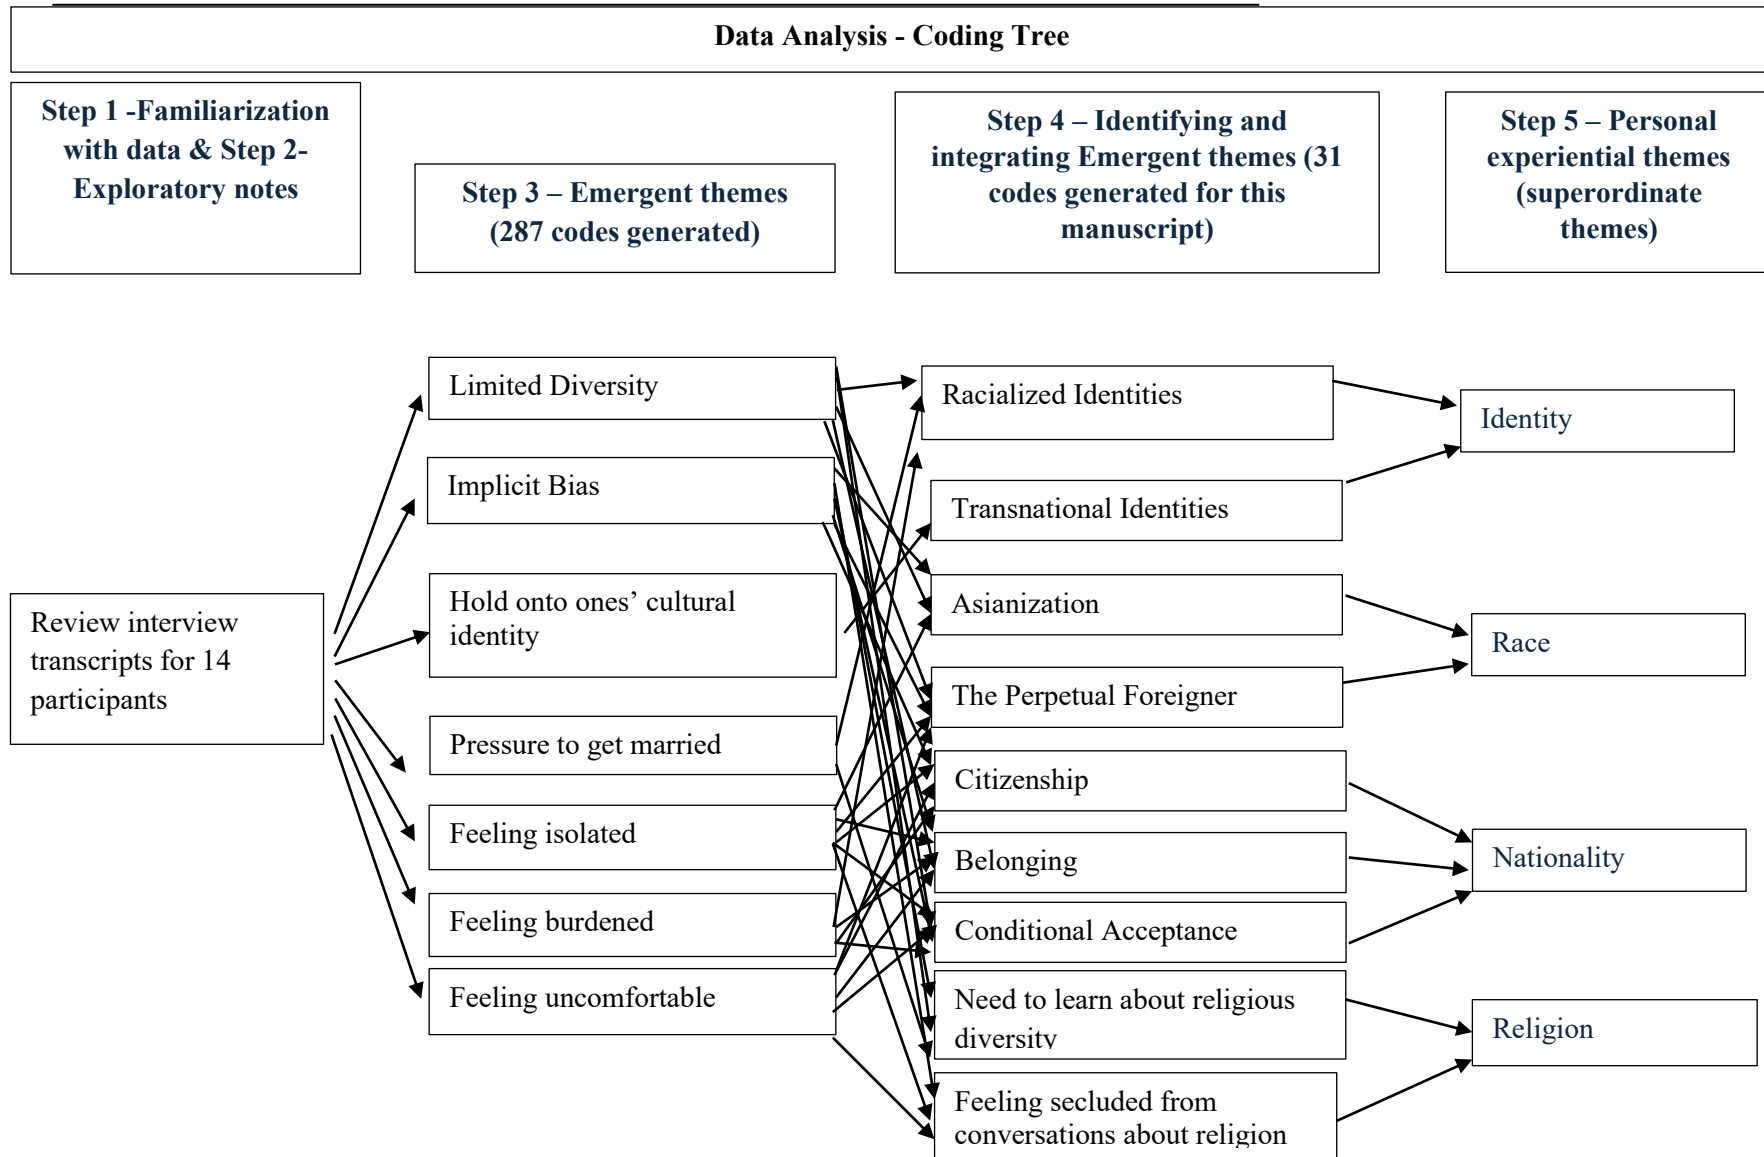 Data Analysis - Coding Tree
Step 1 -Familiarization
with data & Step 2-
Exploratory notes
Step 3 – Emergent themes
(287 codes generated)
Step 4 – Identifying and
integrating Emergent themes (31
codes generated for this
manuscript)
Step 5 – Personal
experiential themes
(superordinate
themes)
Review interview
transcripts for 14
participants
Limited Diversity
Implicit Bias
Hold onto ones’ cultural
identity
Pressure to get married
Feeling isolated
Feeling burdened
Feeling uncomfortable
Racialized Identities
Transnational Identities
Asianization
The Perpetual Foreigner
Citizenship
Belonging
Conditional Acceptance
Need to learn about religious
diversity
Feeling secluded from
conversations about religion
Identity
Race
Nationality
Religion